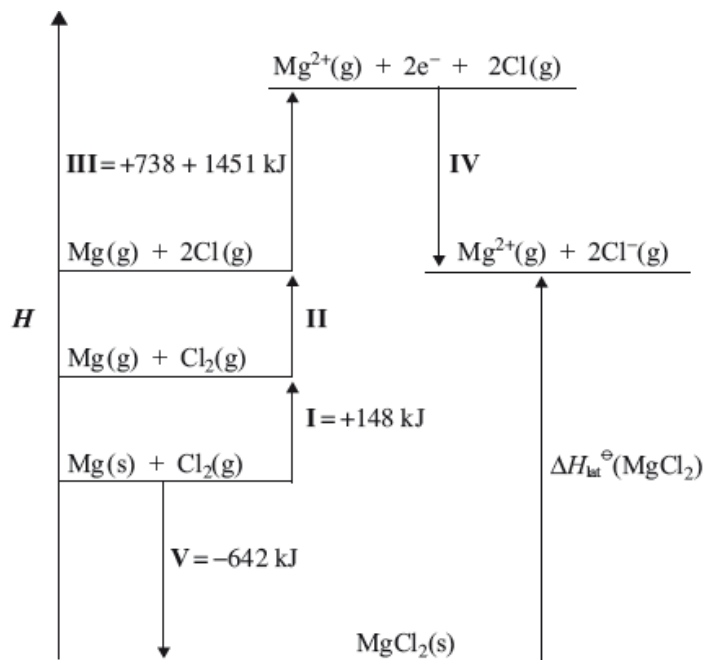 Mg²⁺(g) + 2e⁻ + 2Cl(g)
III = +738 + 1451 kJ
IV
Mg(g) + 2Cl(g)
Mg²⁺(g) + 2Cl⁻(g)
H
II
Mg(g) + Cl₂(g)
I = +148 kJ
Mg(s) + Cl₂(g)
ΔH_lat^⊖(MgCl₂)
V = −642 kJ
MgCl₂(s)